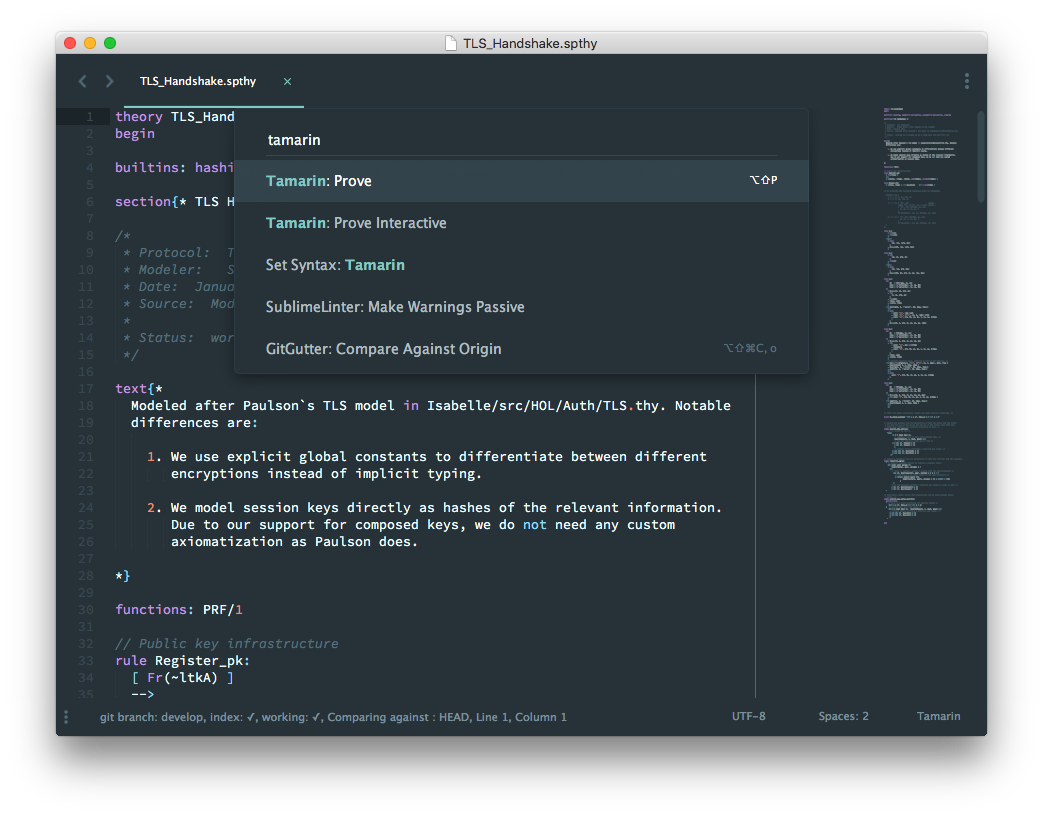 TLS_Handshake.spthy
TLS_Handshake.spthy ×
tamarin
Tamarin: Prove ⌥⇧P
Tamarin: Prove Interactive
Set Syntax: Tamarin
SublimeLinter: Make Warnings Passive
GitGutter: Compare Against Origin ⌥⇧⌘C, o
1 theory TLS_Hand
2 begin
3
4 builtins: hashi
5
6 section{* TLS H
7
8 /*
9 * Protocol: T
10 * Modeler: S
11 * Date: Janua
12 * Source: Mod
13 *
14 * Status: wor
15 */
16
17 text{*
18 Modeled after Paulson`s TLS model in Isabelle/src/HOL/Auth/TLS.thy. Notable
19 differences are:
20
21 1. We use explicit global constants to differentiate between different
22 encryptions instead of implicit typing.
23
24 2. We model session keys directly as hashes of the relevant information.
25 Due to our support for composed keys, we do not need any custom
26 axiomatization as Paulson does.
27
28 *}
29
30 functions: PRF/1
31
32 // Public key infrastructure
33 rule Register_pk:
34 [ Fr(~ltkA) ]
35 -->
git branch: develop, index: ✓, working: ✓, Comparing against : HEAD, Line 1, Column 1
UTF-8
Spaces: 2
Tamarin